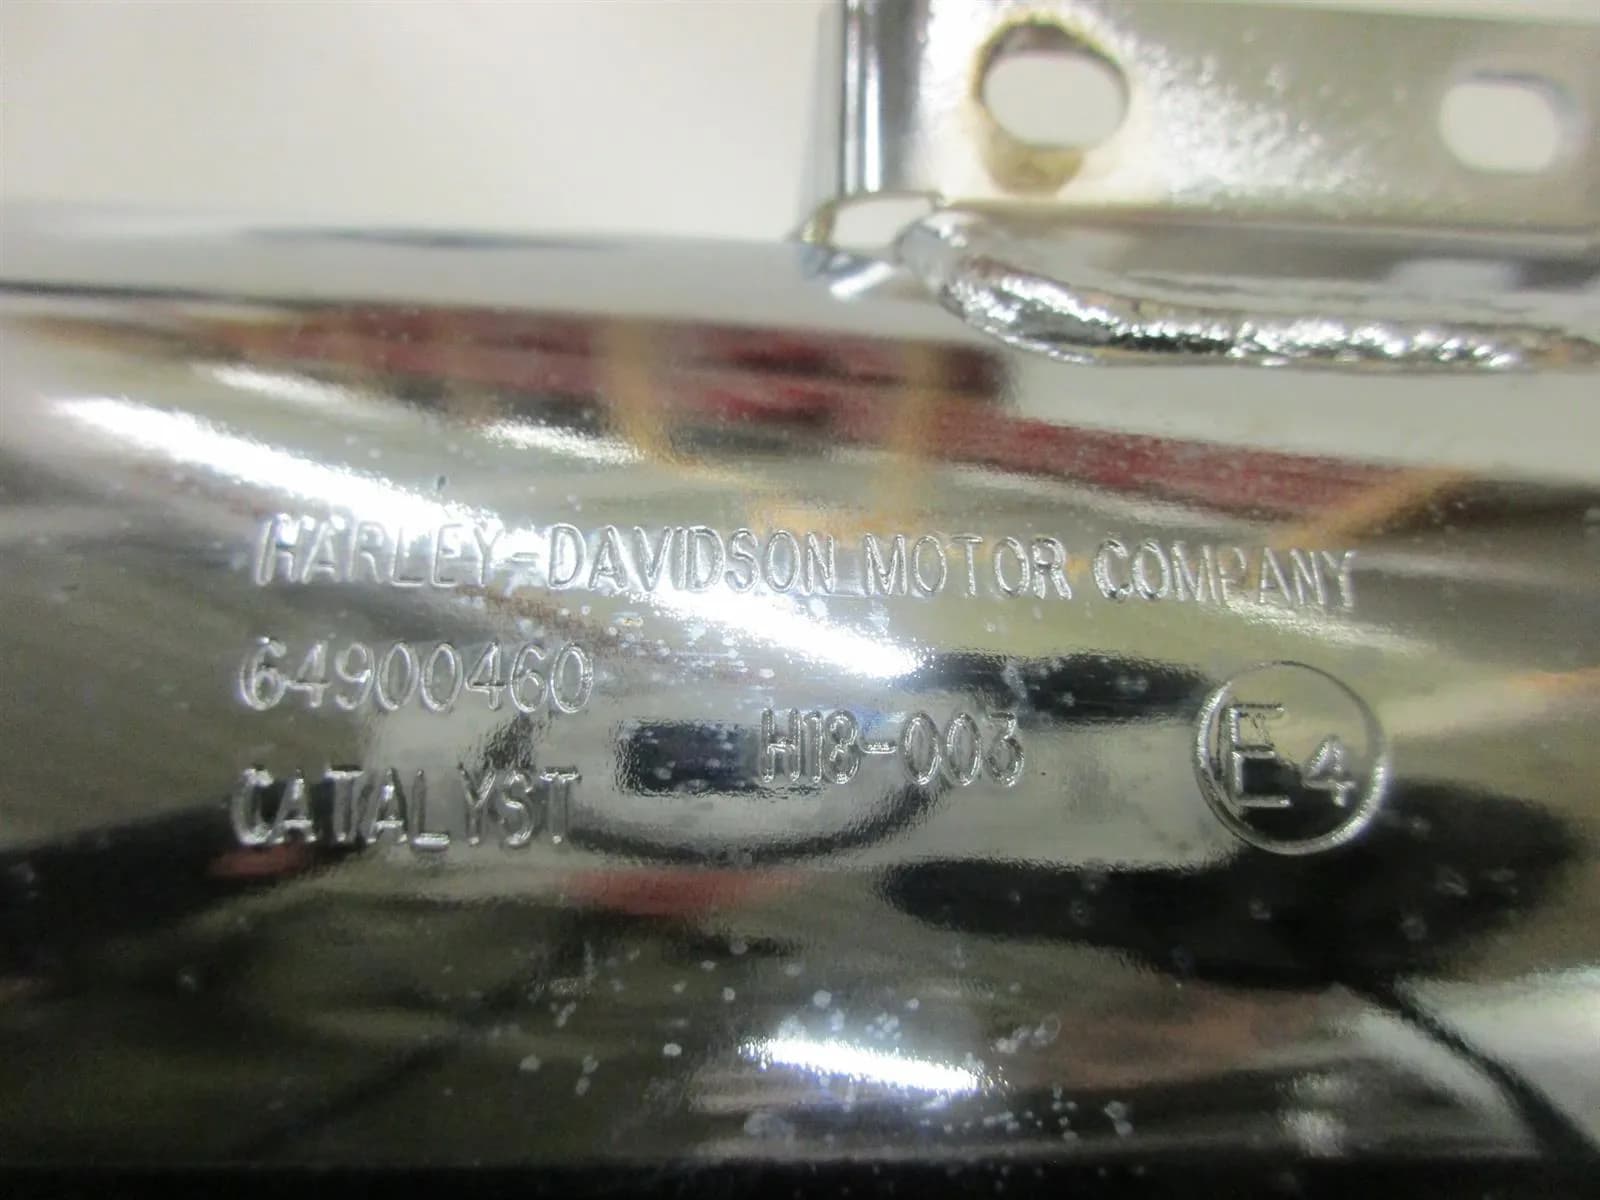 HARLEY-DAVIDSON MOTOR COMPANY
64900460
H18-003
E4
CATALYST